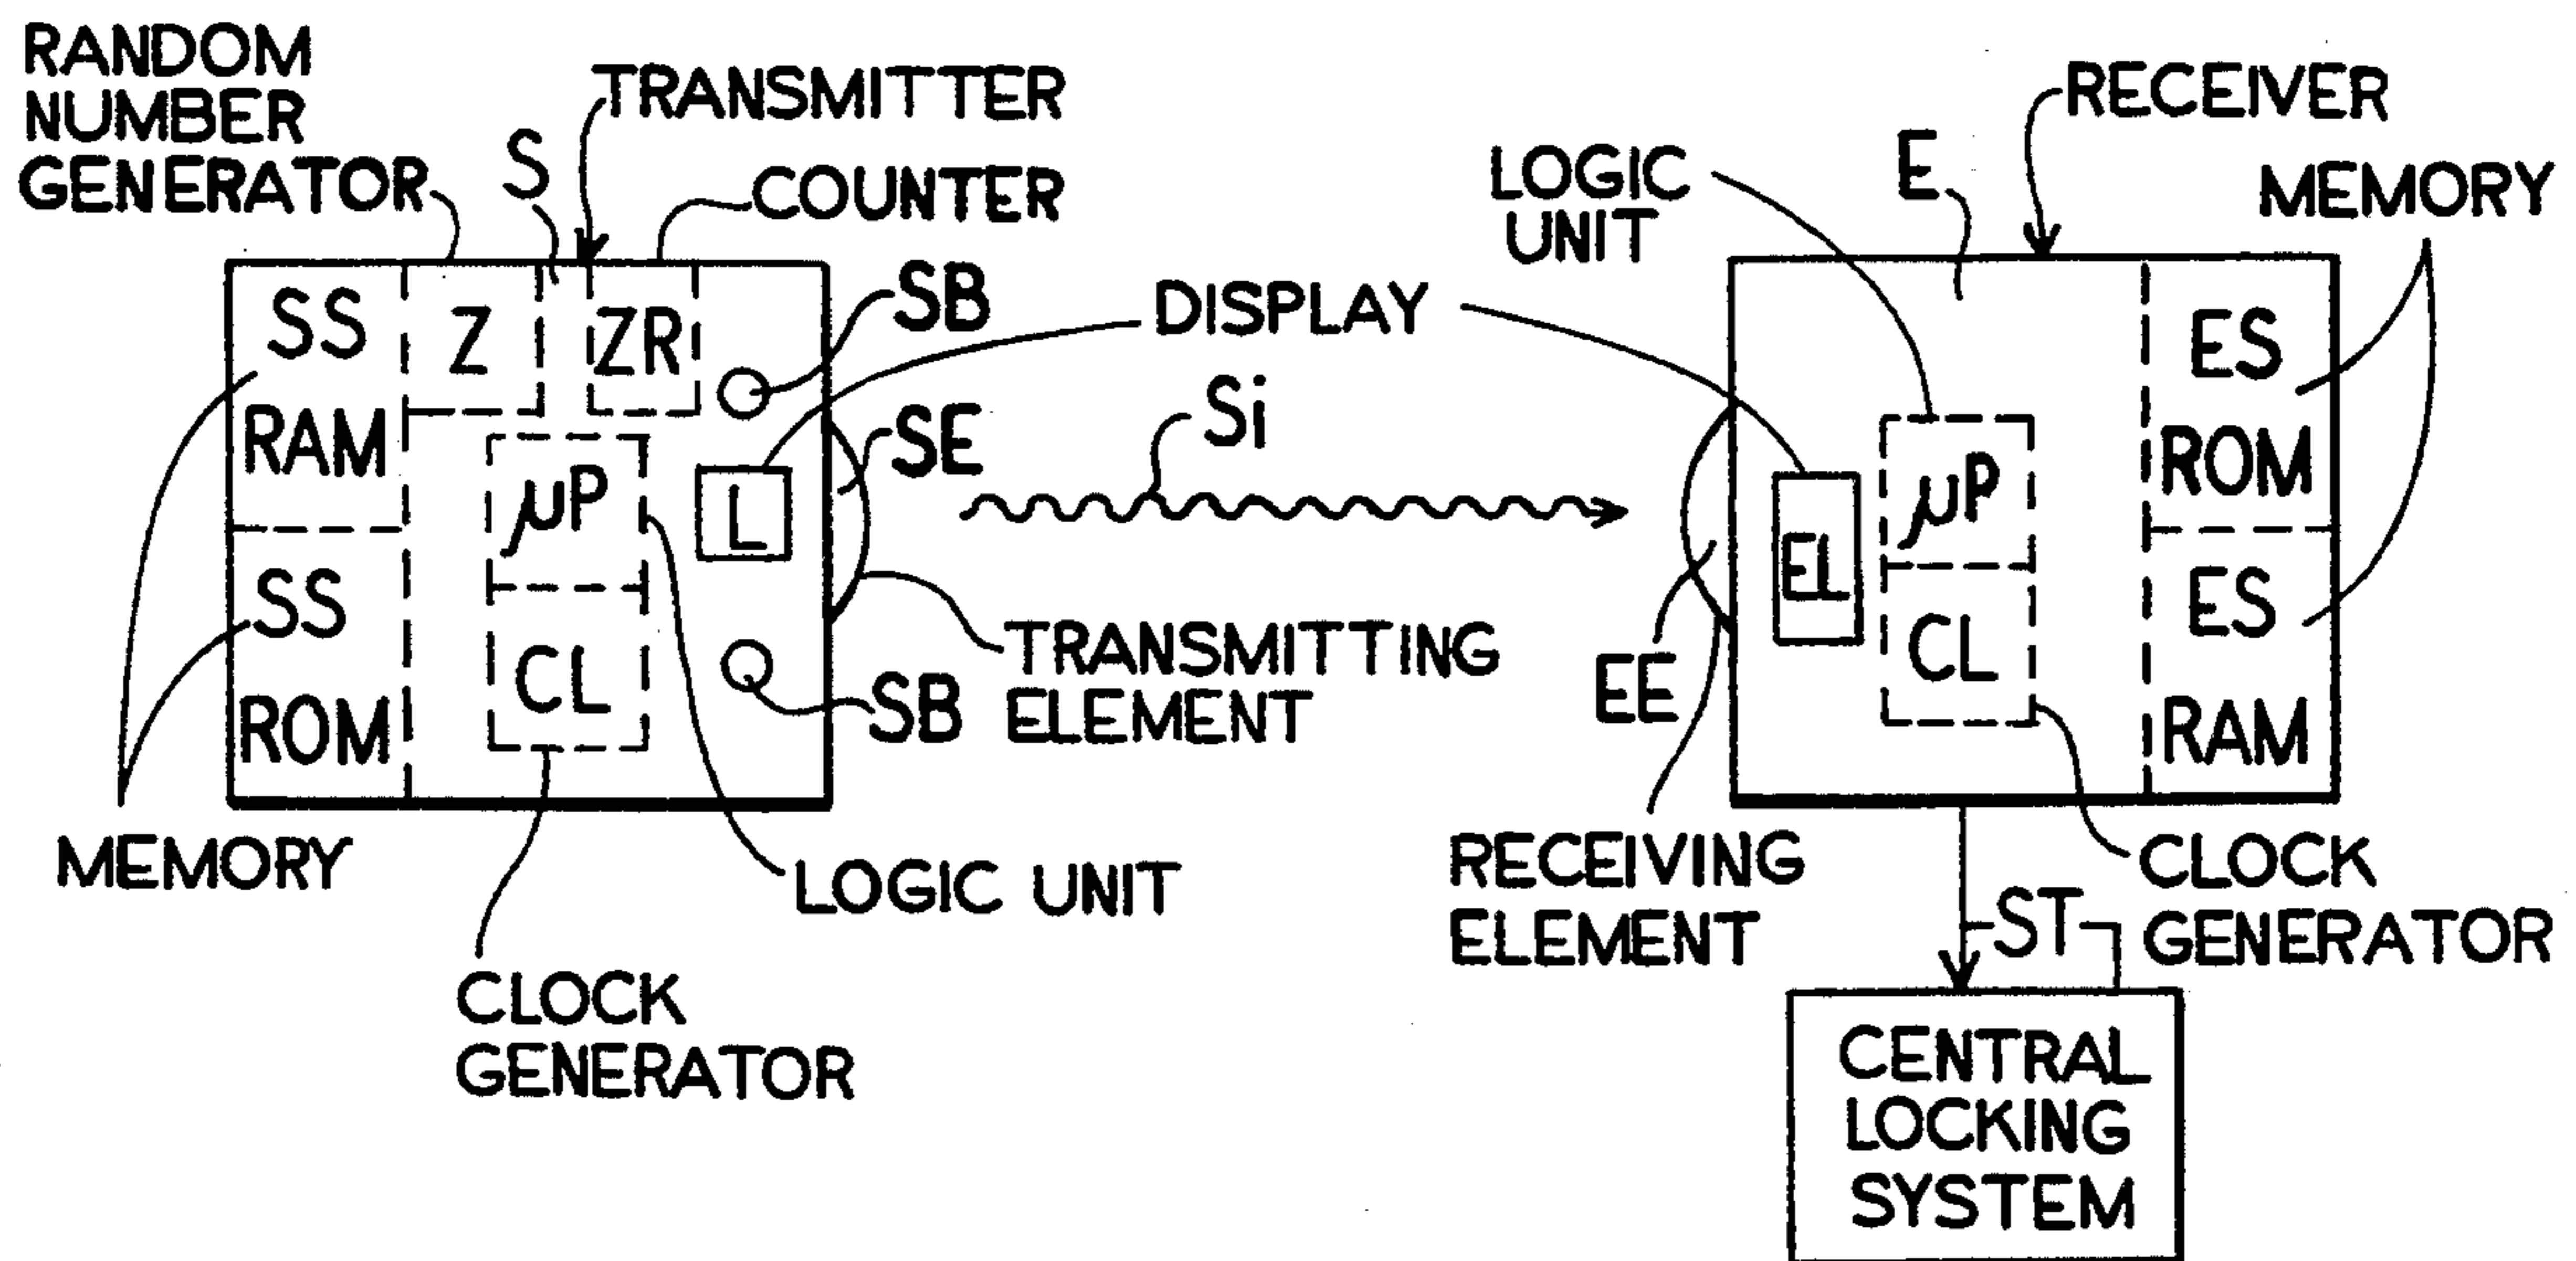 RANDOM
NUMBER
GENERATOR
S
TRANSMITTER
COUNTER
SS
RAM
Z
ZR
SB
µP
L
SE
SS
ROM
CL
SB
TRANSMITTING
ELEMENT
MEMORY
LOGIC UNIT
CLOCK
GENERATOR
DISPLAY
Si
LOGIC
UNIT
E
RECEIVER
MEMORY
ES
ROM
µP
EL
CL
ES
RAM
EE
RECEIVING
ELEMENT
CLOCK
GENERATOR
ST
CENTRAL
LOCKING
SYSTEM